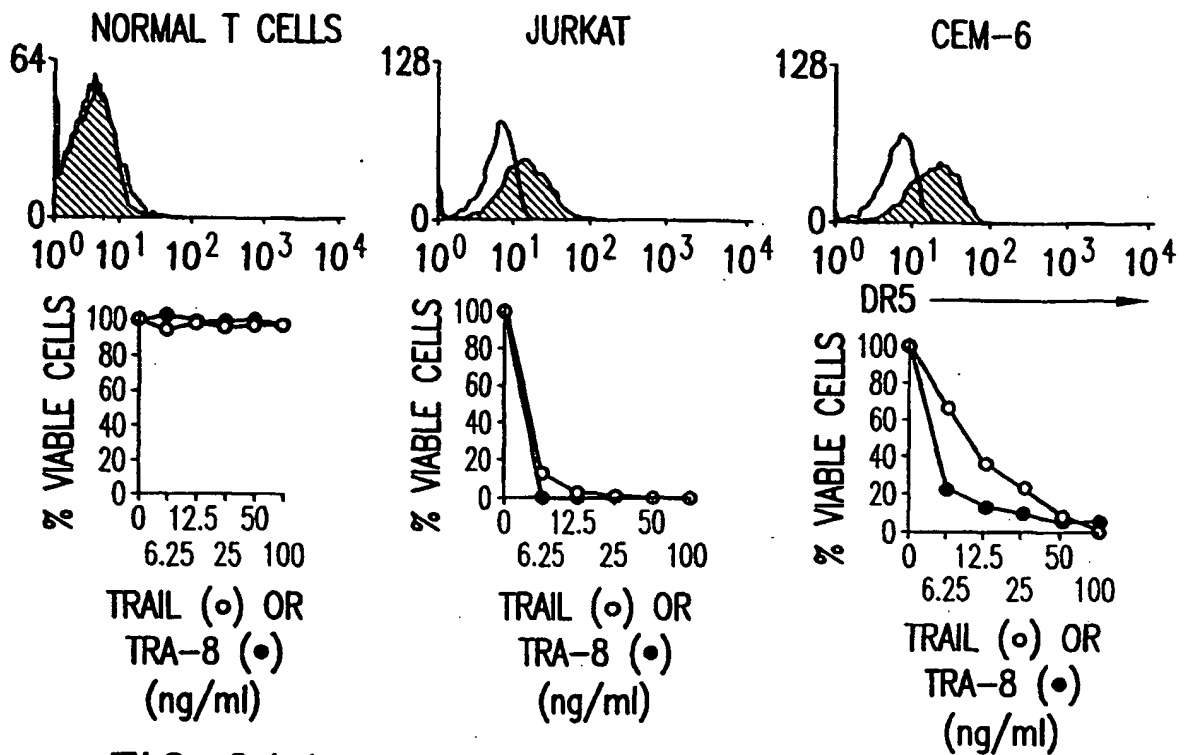 NORMAL T CELLS
64
0
10^0 10^1 10^2 10^3 10^4
JURKAT
128
0
10^0 10^1 10^2 10^3 10^4
CEM-6
128
0
10^0 10^1 10^2 10^3 10^4
DR5
% VIABLE CELLS
100
80
60
40
20
0
0 12.5 50
6.25 25 100
TRAIL (○) OR
TRA-8 (●)
(ng/ml)
% VIABLE CELLS
100
80
60
40
20
0
0 12.5 50
6.25 25 100
TRAIL (○) OR
TRA-8 (●)
(ng/ml)
% VIABLE CELLS
100
80
60
40
20
0
0 12.5 50
6.25 25 100
TRAIL (○) OR
TRA-8 (●)
(ng/ml)